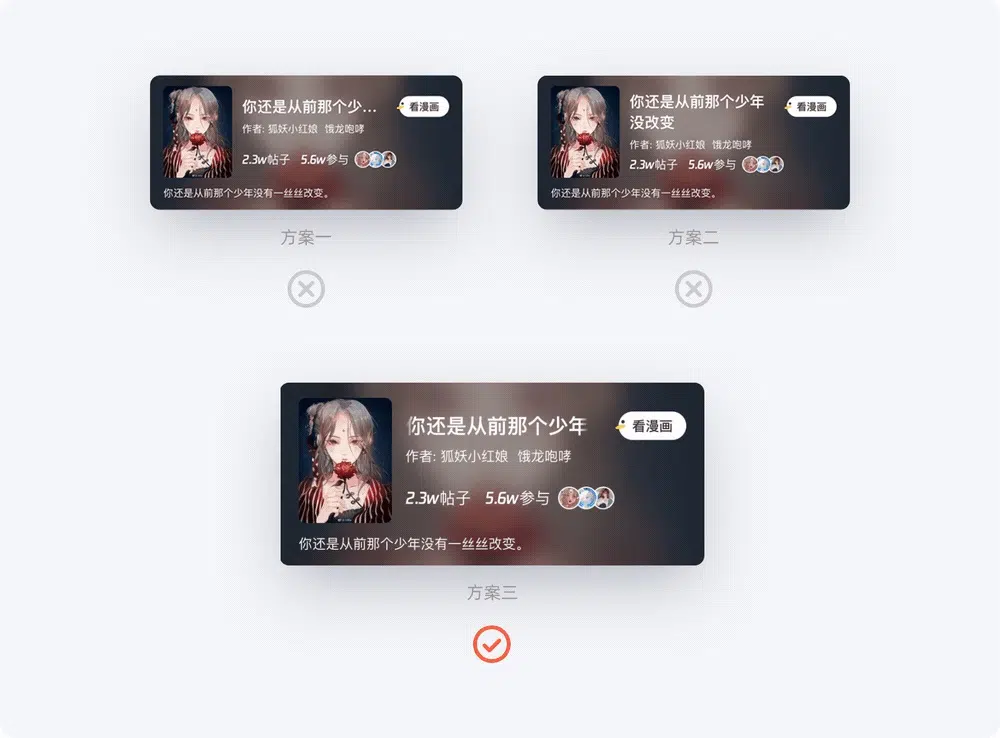 你还是从前那个少...
看漫画
作者: 狐妖小红娘 饿龙咆哮
2.3w帖子 5.6w参与
你还是从前那个少年没有一丝丝改变。
方案一
你还是从前那个少年
没改变
看漫画
作者: 狐妖小红娘 饿龙咆哮
2.3w帖子 5.6w参与
你还是从前那个少年没有一丝丝改变。
方案二
你还是从前那个少年
看漫画
作者: 狐妖小红娘 饿龙咆哮
2.3w帖子 5.6w参与
你还是从前那个少年没有一丝丝改变。
方案三